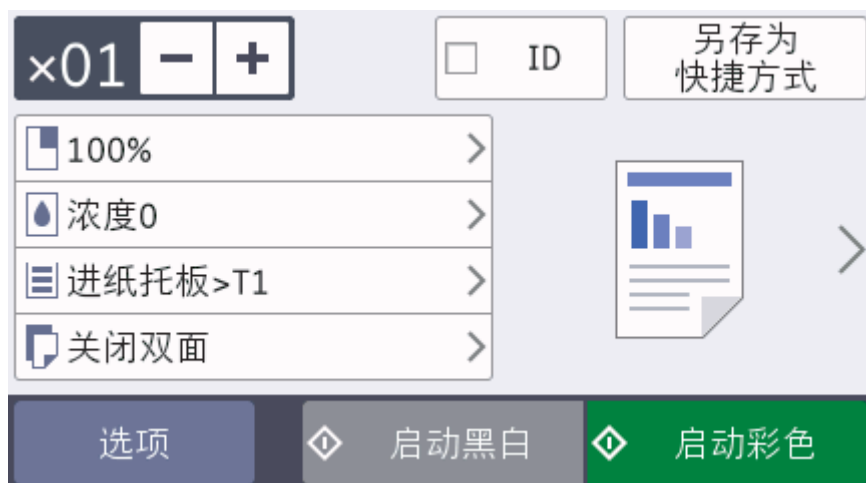 ×01 − +
ID
另存为
快捷方式
100%
浓度0
进纸托板>T1
关闭双面
选项
启动黑白
启动彩色